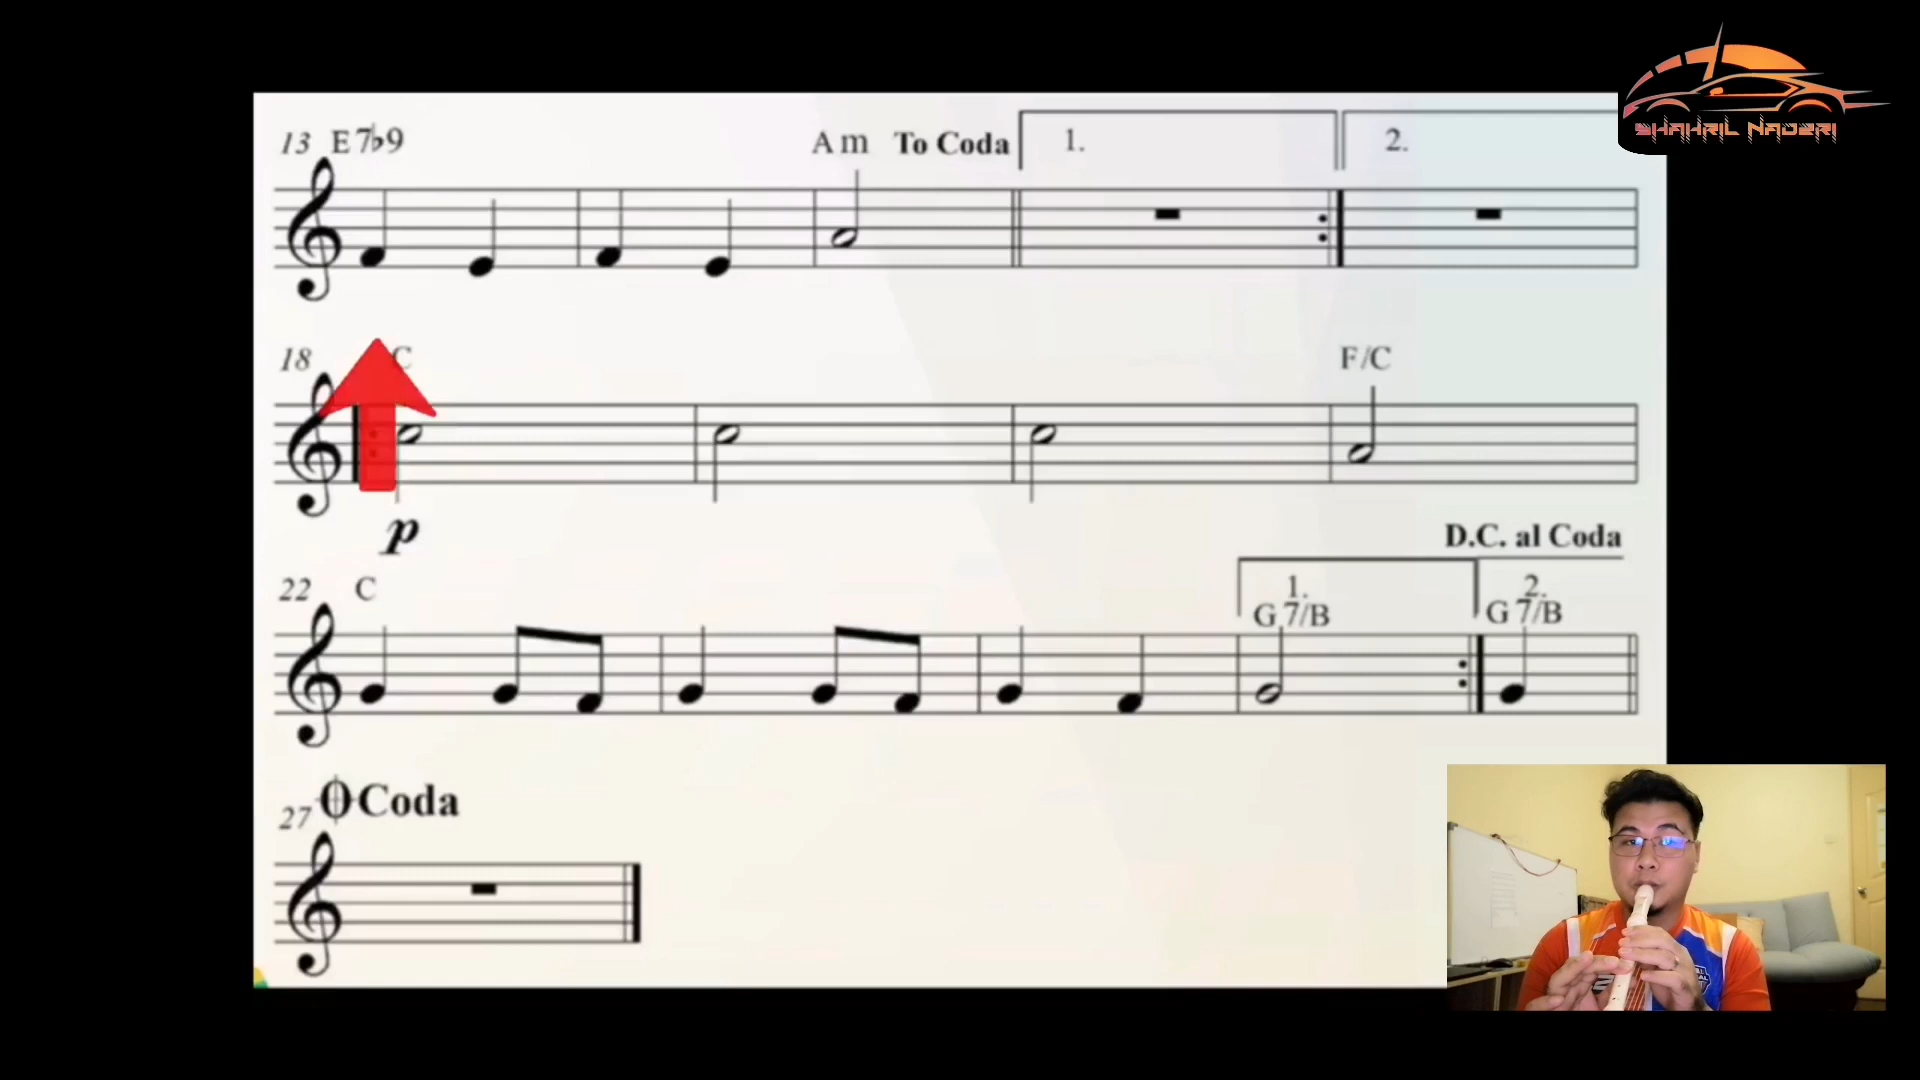 SHAHRIL NADZRI
13 E7♭9 Am To Coda 1. 2.
18 C F/C
p
D.C. al Coda
22 C 1. 2.
G7/B G7/B
27 Coda